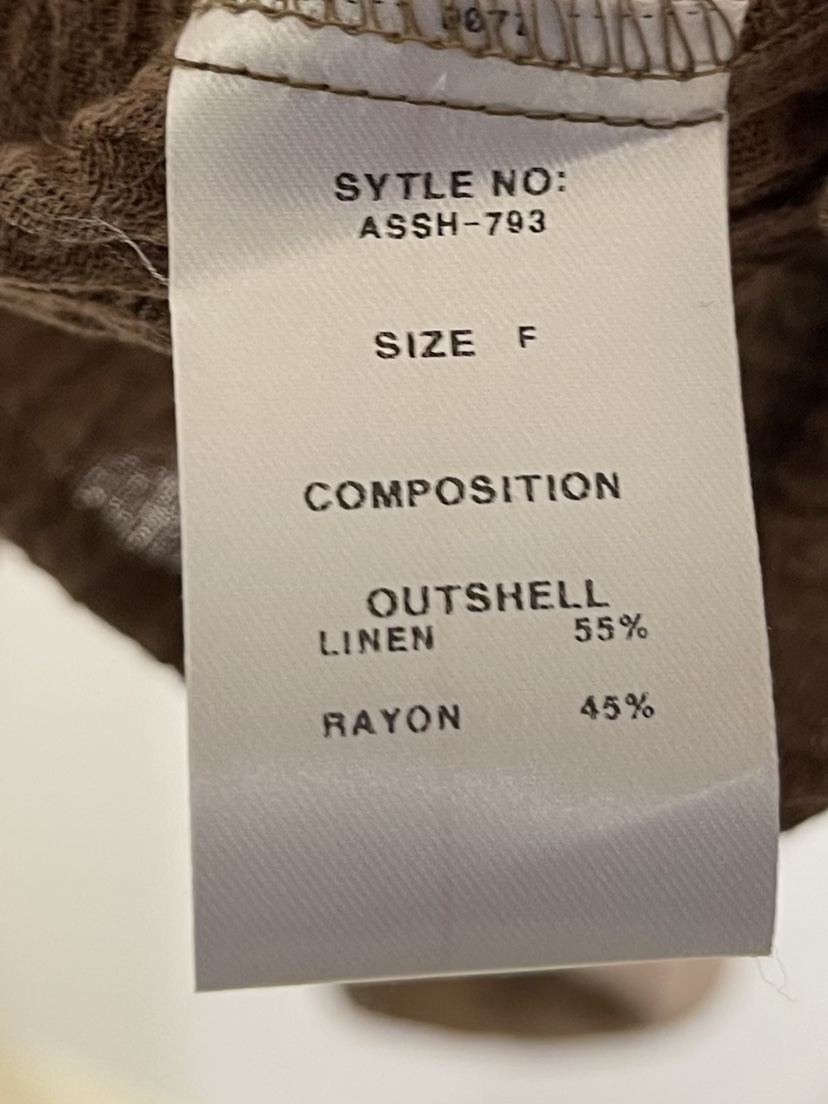 SYTLE NO:
ASSH-793
SIZE F
COMPOSITION
OUTSHELL
LINEN 55%
RAYON 45%